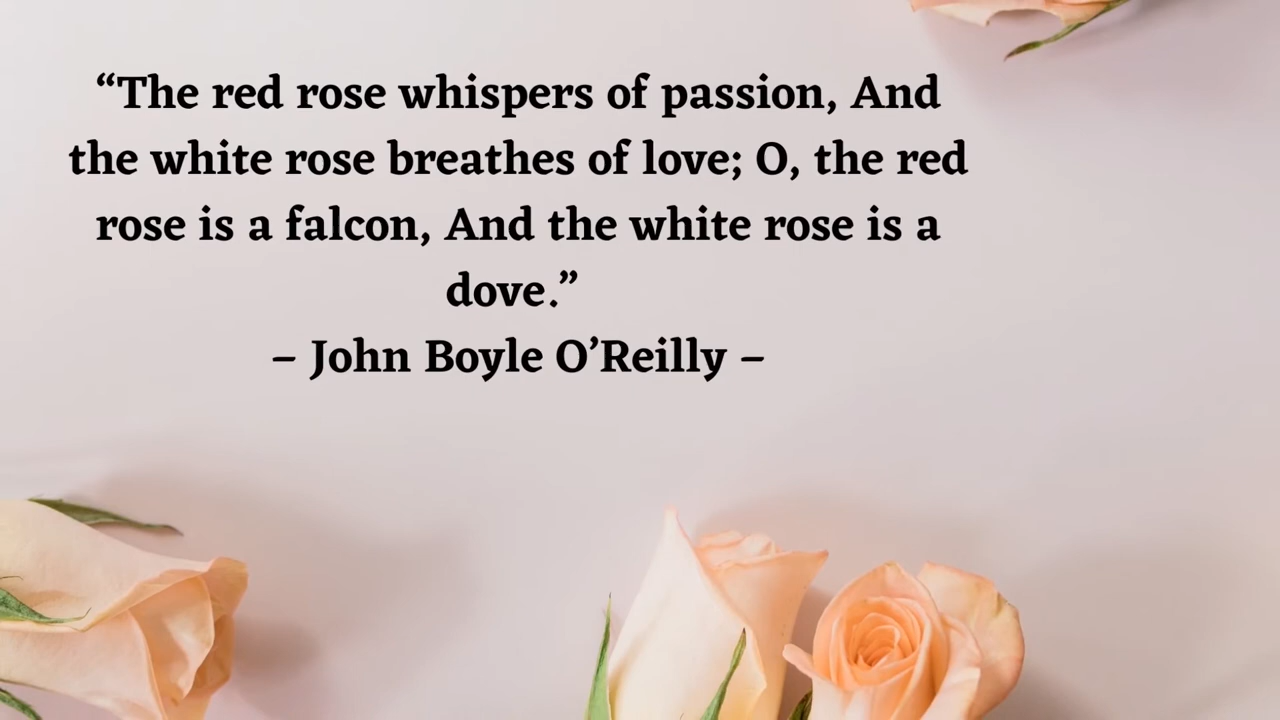 “The red rose whispers of passion, And
the white rose breathes of love; O, the red
rose is a falcon, And the white rose is a
dove.”
– John Boyle O’Reilly –